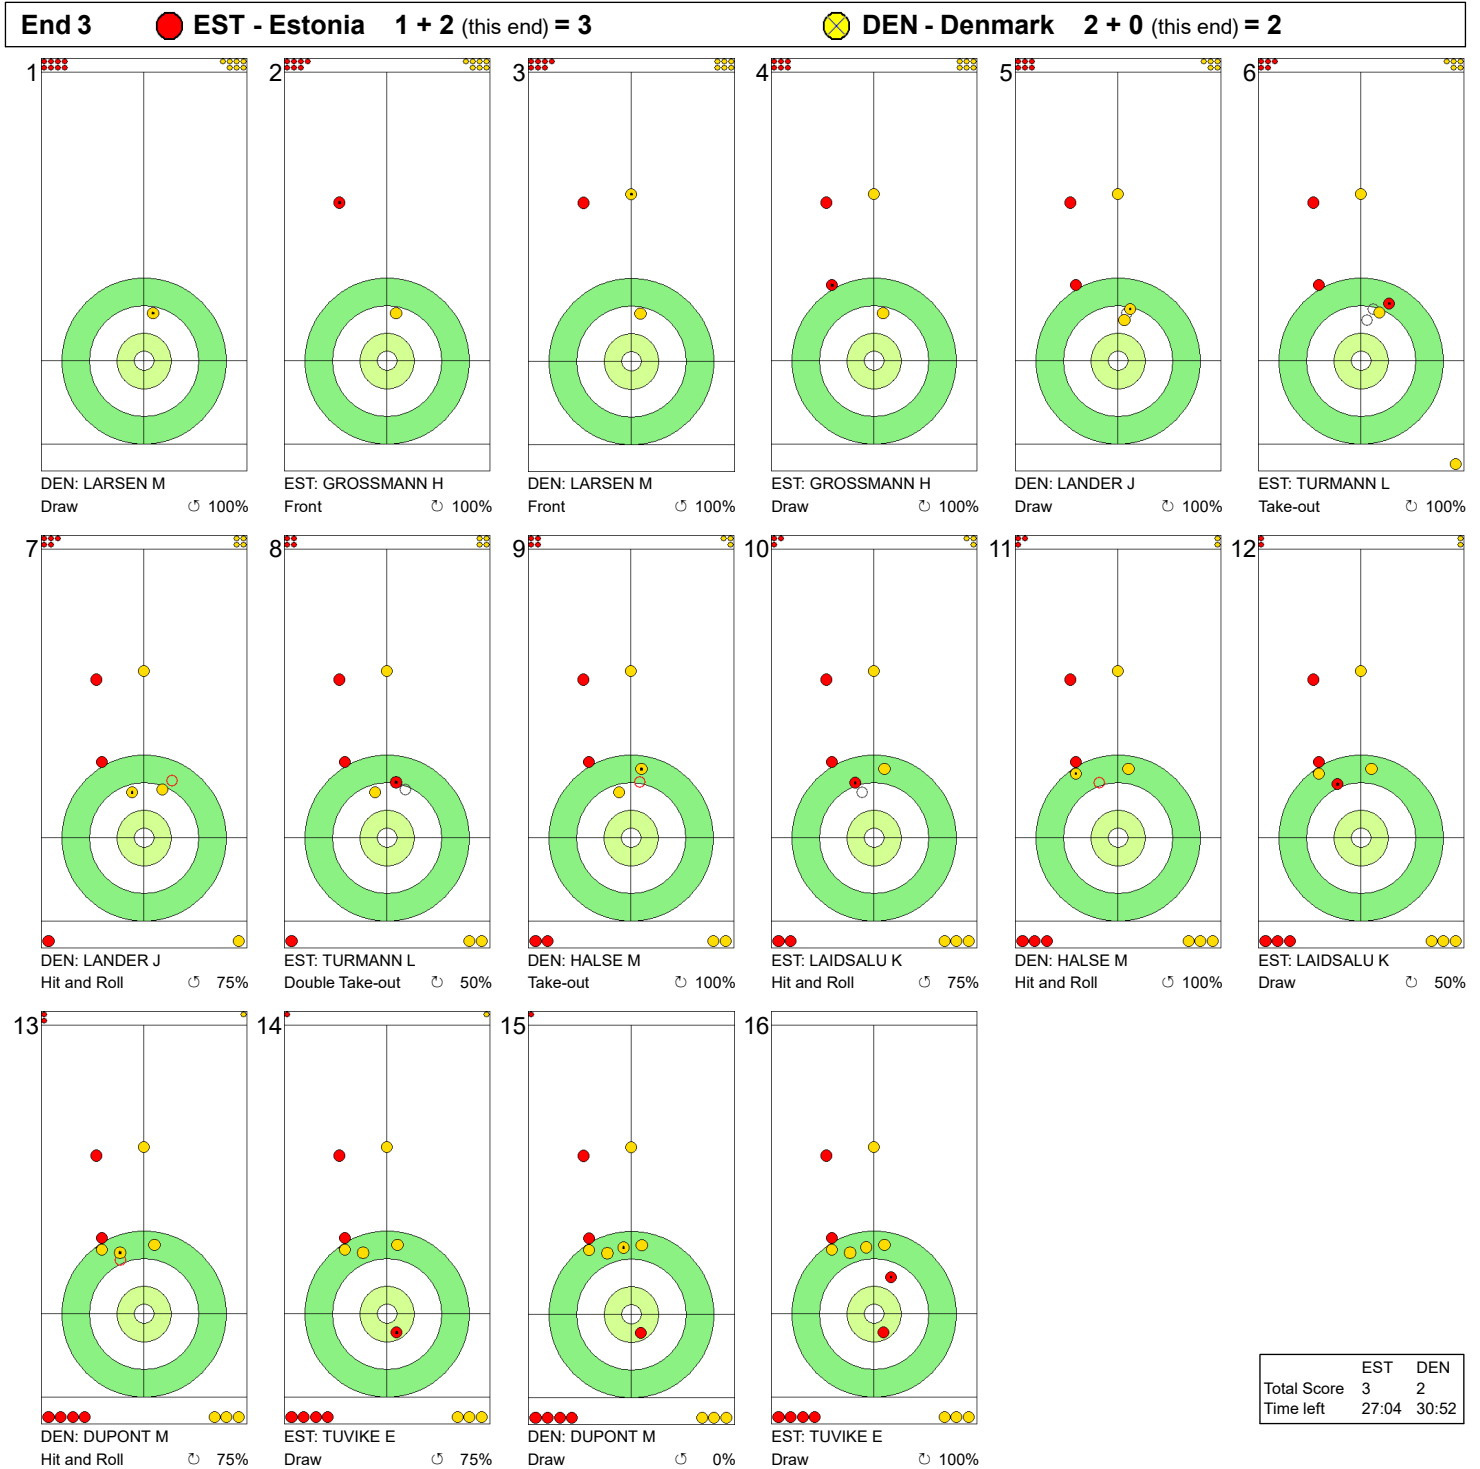 End 3 EST - Estonia 1 + 2 (this end) = 3 DEN - Denmark 2 + 0 (this end) = 2
1 2 3 4 5 6
DEN: LARSEN M EST: GROSSMANN H DEN: LARSEN M EST: GROSSMANN H DEN: LANDER J EST: TURMANN L
Draw ↺ 100% Front ↻ 100% Front ↺ 100% Draw ↻ 100% Draw ↺ 100% Take-out ↻ 100%
7 8 9 10 11 12
DEN: LANDER J EST: TURMANN L DEN: HALSE M EST: LAIDSALU K DEN: HALSE M EST: LAIDSALU K
Hit and Roll ↺ 75% Double Take-out ↻ 50% Take-out ↻ 100% Hit and Roll ↺ 75% Hit and Roll ↺ 100% Draw ↻ 50%
13 14 15 16
EST DEN
Total Score 3 2
Time left 27:04 30:52
DEN: DUPONT M EST: TUVIKE E DEN: DUPONT M EST: TUVIKE E
Hit and Roll ↻ 75% Draw ↻ 75% Draw ↺ 0% Draw ↻ 100%